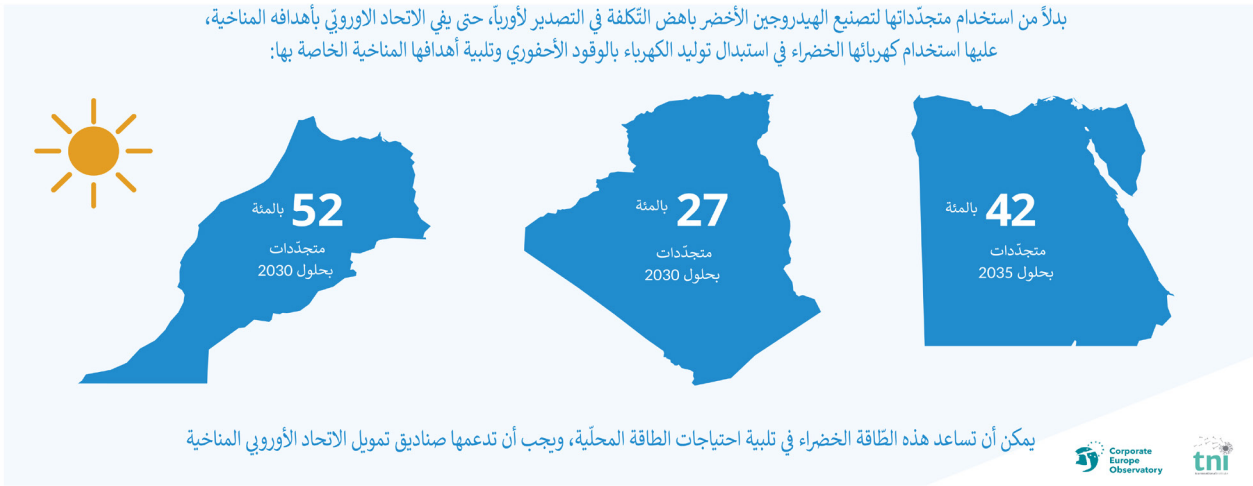 بدلاً من استخدام متجدّداتها لتصنيع الهيدروجين الأخضر باهض التّكلفة في التصدير لأورباَ، حتى يفي الاتحاد الاوروبّي بأهدافه المناخية،
عليها استخدام كهربائها الخضراء في استبدال توليد الكهرباء بالوقود الأحفوري وتلبية أهدافها المناخية الخاصة بها:
42 بالمئة
متجدّدات
بحلول 2035
27 بالمئة
متجدّدات
بحلول 2030
52 بالمئة
متجدّدات
بحلول 2030
يمكن أن تساعد هذه الطّاقة الخضراء في تلبية احتياجات الطاقة المحلّية، ويجب أن تدعمها صناديق تمويل الاتحاد الأوروبي المناخية
Corporate
Europe
Observatory
tni